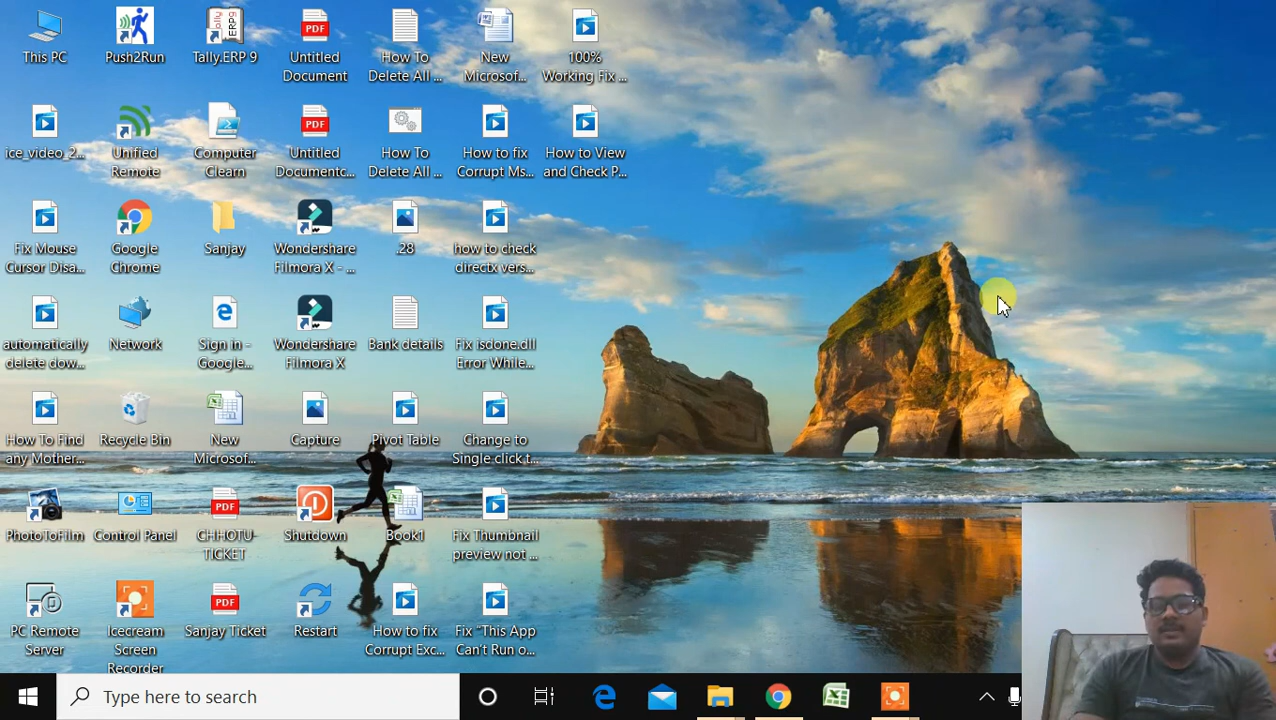 This PC
Push2Run
Tally.ERP 9
PDF
Untitled
Document
How To
Delete All ...
New
Microsof...
100%
Working Fix ...
ice_video_2...
Unified
Remote
Computer
Clearn
PDF
Untitled
Documentc...
How To
Delete All ...
How to fix
Corrupt Ms...
How to View
and Check P...
Fix Mouse
Cursor Disa...
Google
Chrome
Sanjay
Wondershare
Filmora X - ...
.28
how to check
directx vers...
automatically
delete dow...
Network
Sign in -
Google...
Wondershare
Filmora X
Bank details
Fix isdone.dll
Error While...
How To Find
any Mother...
Recycle Bin
New
Microsof...
Capture
Pivot Table
Change to
Single click t...
PhotoToFilm
Control Panel
PDF
CHHOTU
TICKET
Shutdown
Book1
Fix Thumbnail
preview not ...
PC Remote
Server
Icecream
Screen
Recorder
PDF
Sanjay Ticket
Restart
How to fix
Corrupt Exc...
Fix “This App
Can't Run o...
Type here to search